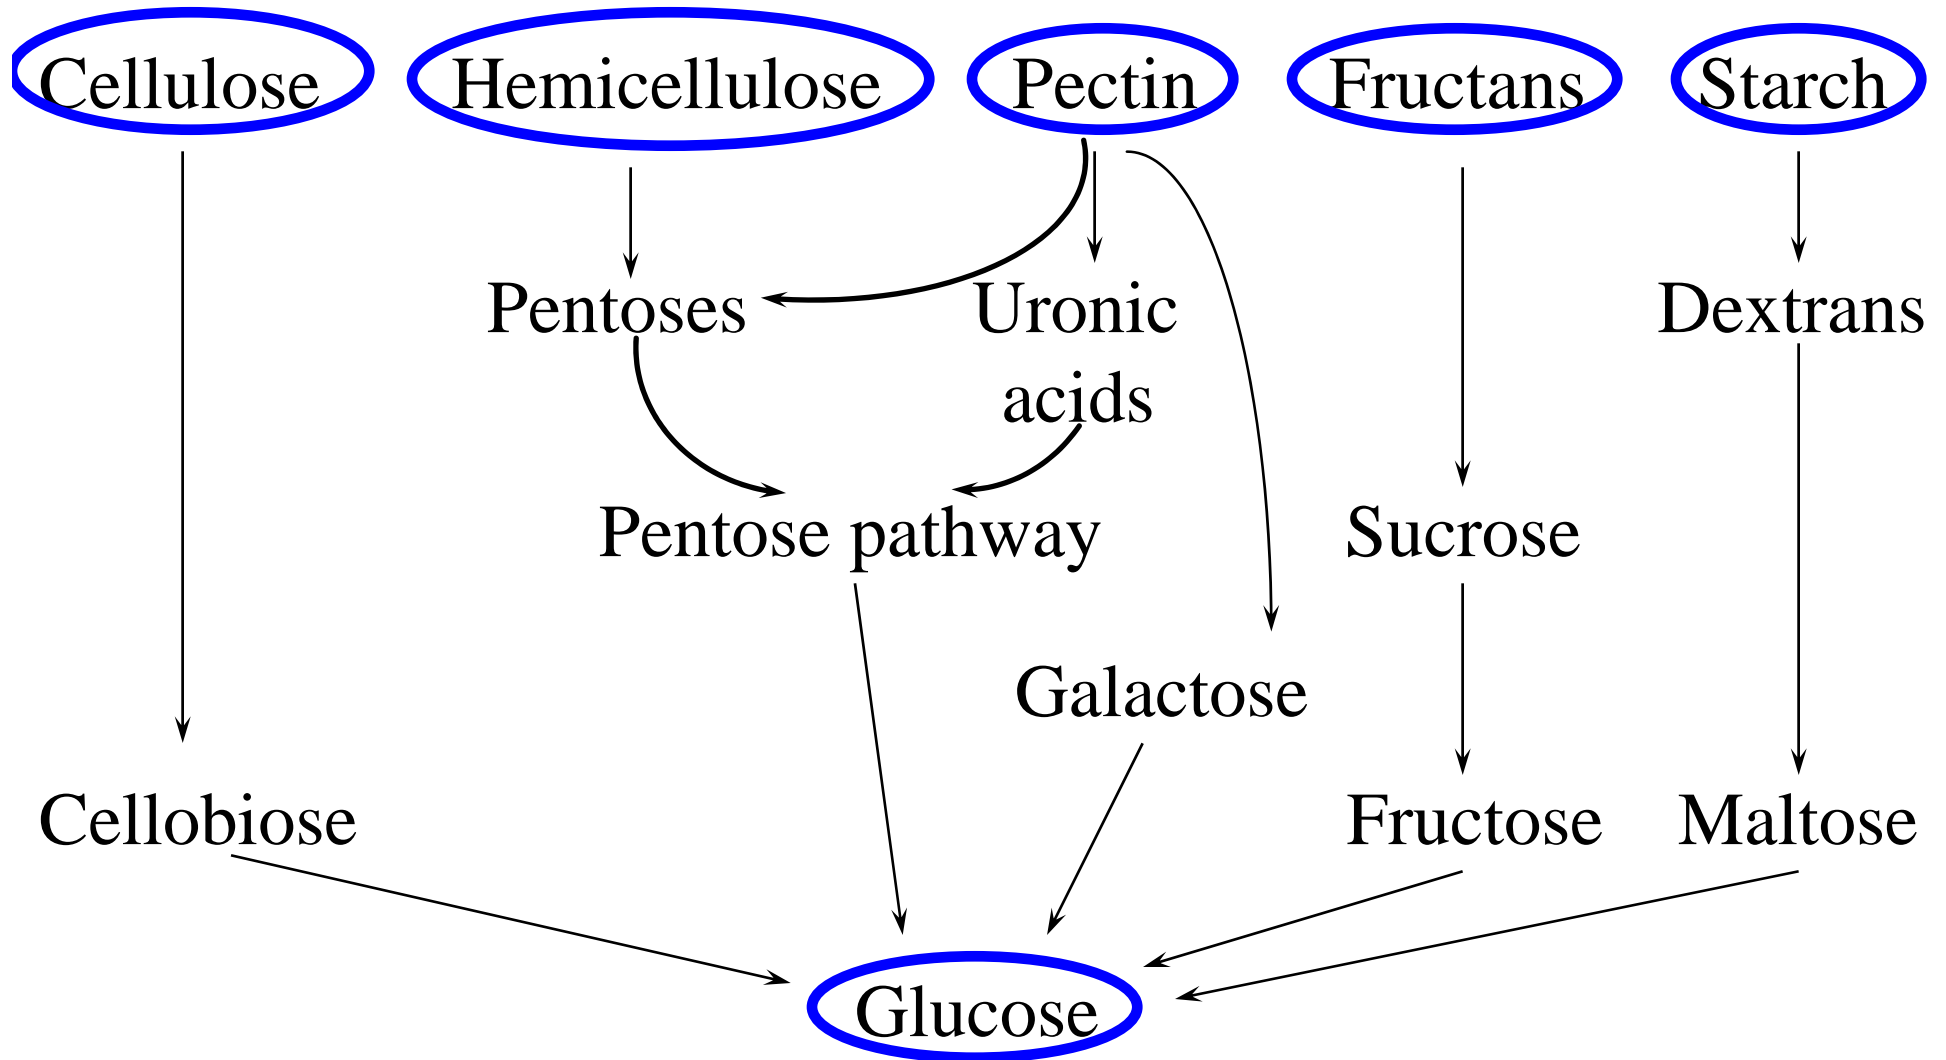 Cellulose Hemicellulose Pectin Fructans Starch
Pentoses Uronic Dextrans
acids
Pentose pathway Sucrose
Galactose
Cellobiose Fructose Maltose
Glucose